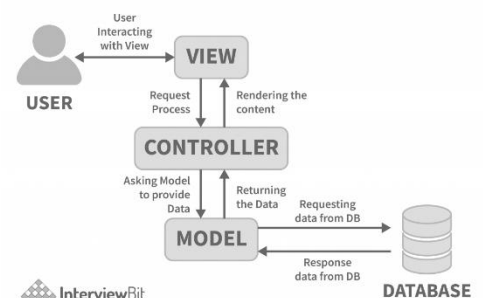 User
Interacting
with View
VIEW
USER
Request
Process
Rendering the
content
CONTROLLER
Asking Model
to provide
Data
Returning
the Data
Requesting
data from DB
MODEL
Response
data from DB
DATABASE
InterviewBit